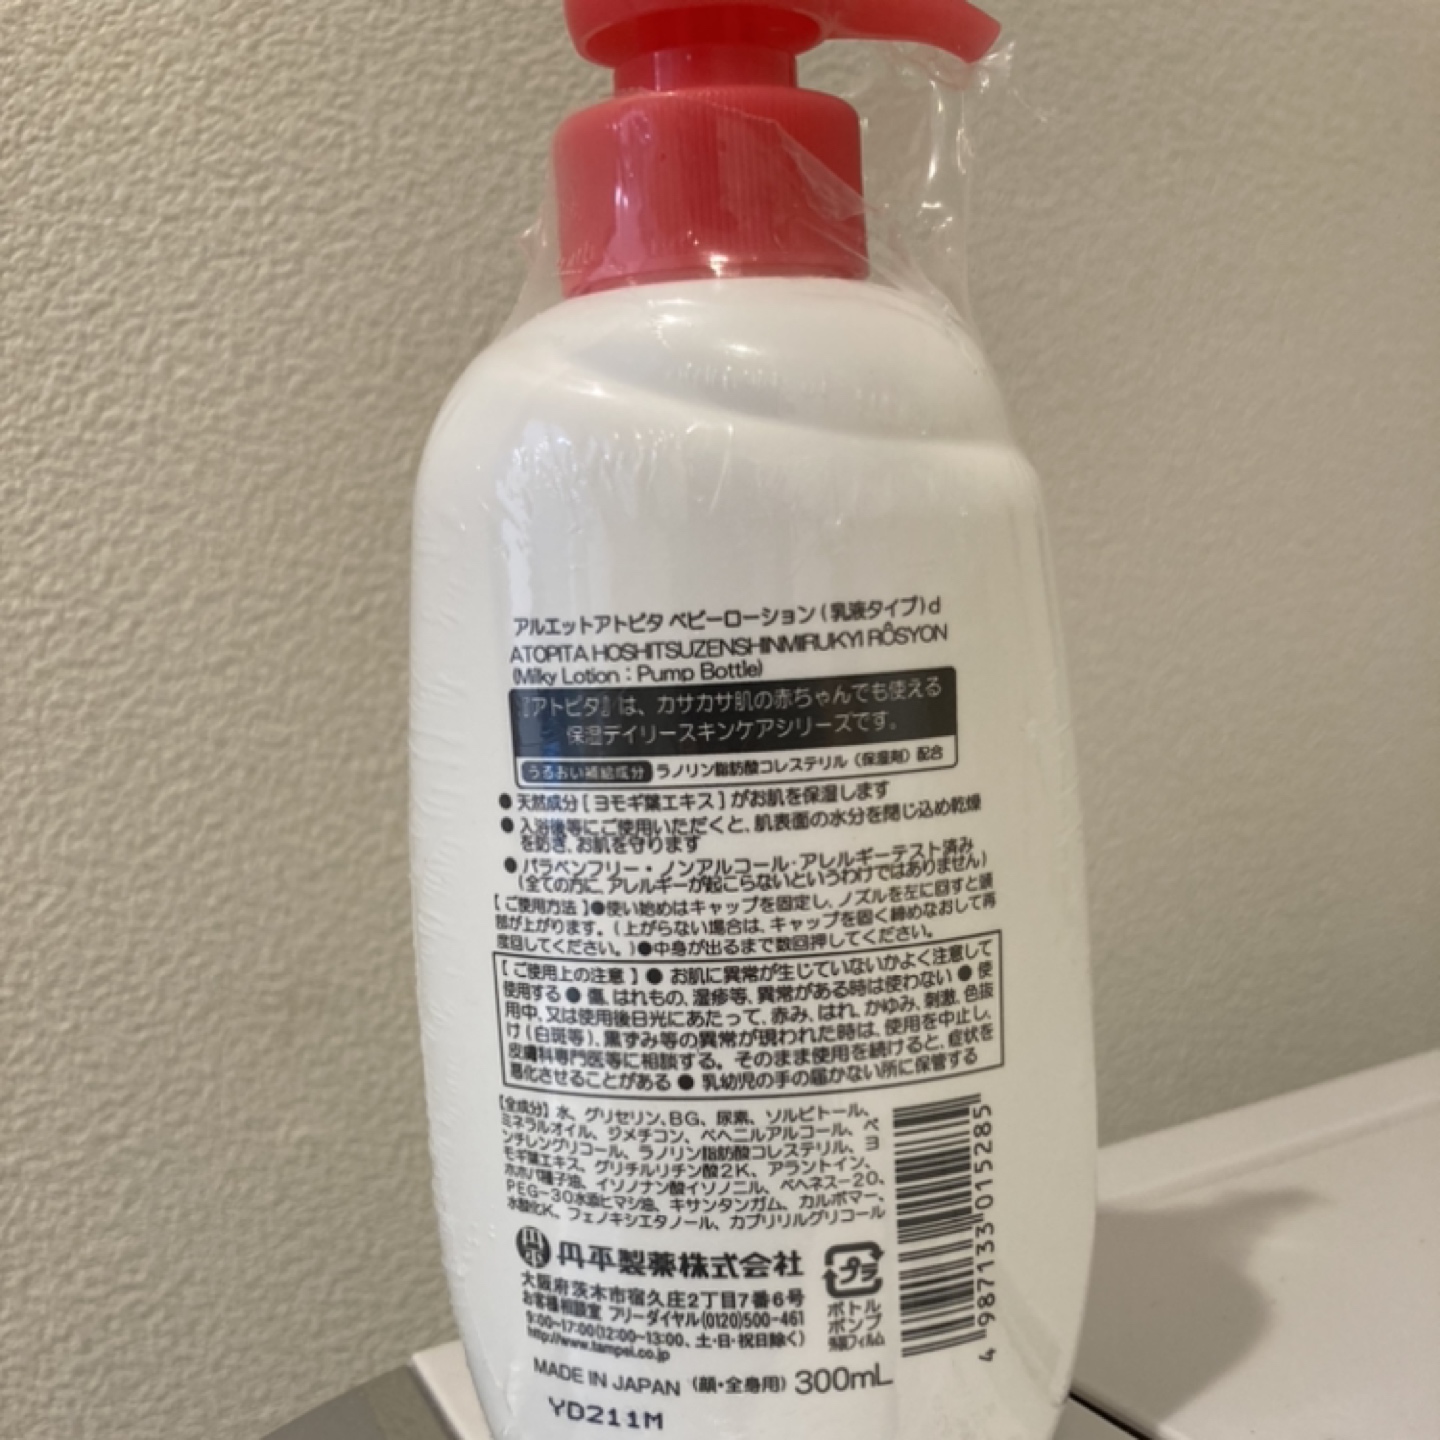 アルエットアトピタ ベビーローション(乳液タイプ)d
ATOPITA HOSHITSUZENSHINMIRUKYI RÔSYON
(Milky Lotion : Pump Bottle)
『アトピタ』は、カサカサ肌の赤ちゃんでも使える
保湿デイリースキンケアシリーズです。
うるおい補給成分 ラノリン脂肪酸コレステリル(保湿剤)配合
● 天然成分[ヨモギ葉エキス]がお肌を保湿します
● 入浴後等にご使用いただくと、肌表面の水分を閉じ込め乾燥
を防ぎ、お肌を守ります
● パラベンフリー・ノンアルコール・アレルギーテスト済み
(全ての方に、アレルギーが起こらないというわけではありません)
【ご使用方法】●使い始めはキャップを固定し、ノズルを左に回すと頭
部が上がります。(上がらない場合は、キャップを固く締めなおして再
度回してください。)●中身が出るまで数回押してください。
【ご使用上の注意】● お肌に異常が生じていないかよく注意して
使用する ● 傷、はれもの、湿疹等、異常がある時は使わない ● 使
用中、又は使用後日光にあたって、赤み、はれ、かゆみ、刺激、色抜
け(白斑等)、黒ずみ等の異常が現われた時は、使用を中止し、
皮膚科専門医等に相談する。そのまま使用を続けると、症状を
悪化させることがある ● 乳幼児の手の届かない所に保管する
【全成分】水、グリセリン、BG、尿素、ソルビトール、
ミネラルオイル、ジメチコン、ベヘニルアルコール、ペ
ンチレングリコール、ラノリン脂肪酸コレステリル、ヨ
モギ葉エキス、グリチルリチン酸2K、アラントイン、
ホホバ種子油、イソノナン酸イソノニル、ベヘネス-20、
PEG-30水添ヒマシ油、キサンタンガム、カルボマー、
水酸化K、フェノキシエタノール、カプリリルグリコール
丹平製薬株式会社
大阪府茨木市宿久庄2丁目7番6号
お客様相談室 フリーダイヤル(0120)500-461
9:00~17:00(12:00~13:00、土・日・祝日除く)
http://www.tampei.co.jp
プラ
ボトル
ポンプ
外装フィルム
4 987133 015285
MADE IN JAPAN (顔・全身用) 300mL
YD211M